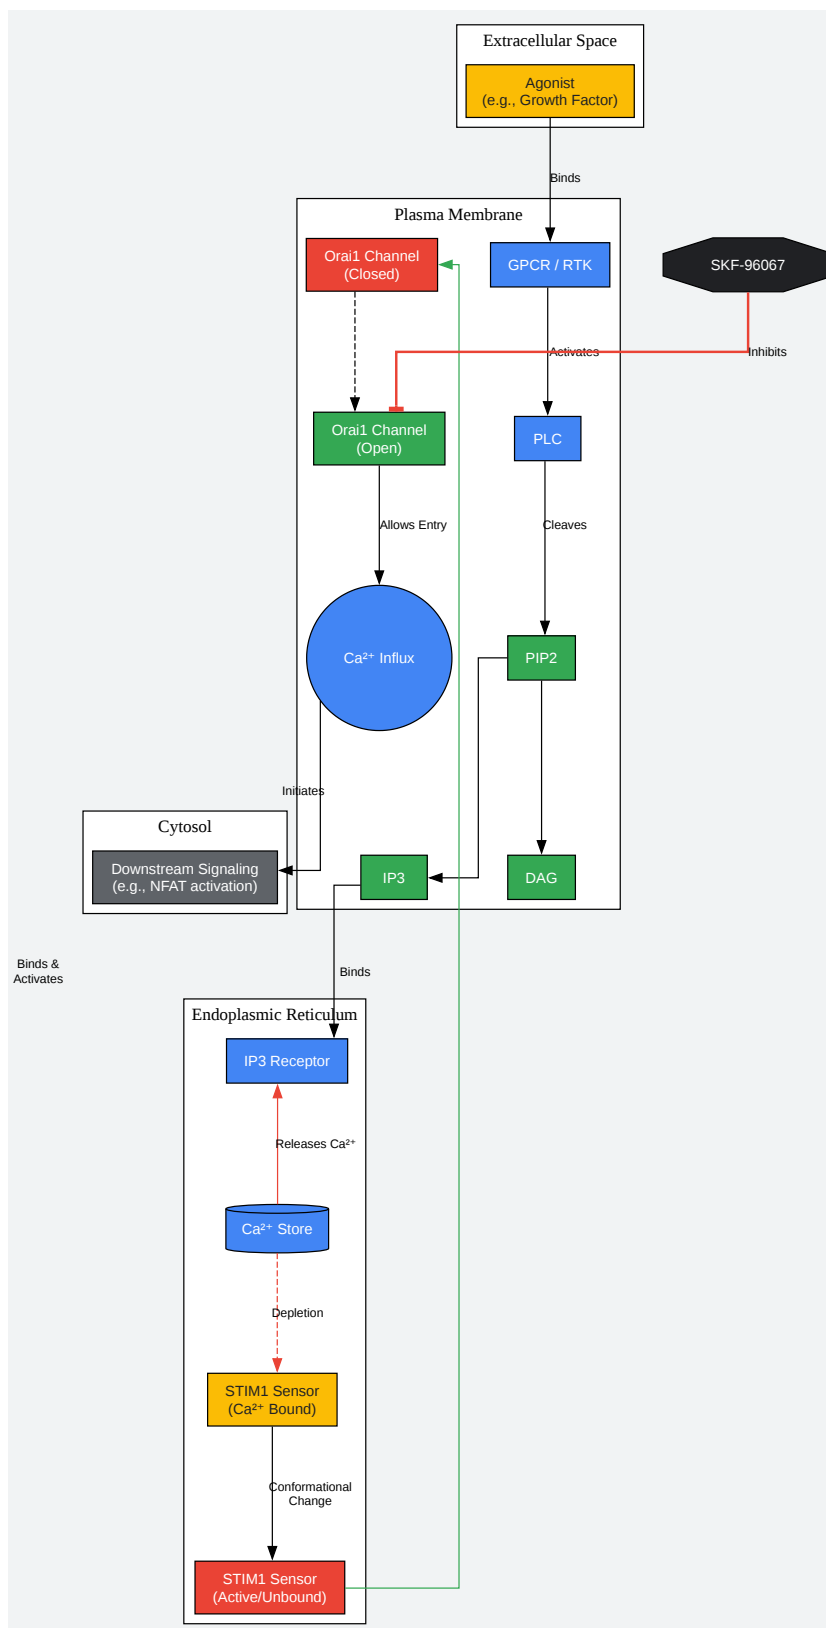 Extracellular Space
Agonist
(e.g., Growth Factor)
Binds
Plasma Membrane
Orai1 Channel
(Closed)
GPCR / RTK
SKF-96067
Activates
Inhibits
Orai1 Channel
(Open)
PLC
Allows Entry
Cleaves
Ca²⁺ Influx
PIP2
Initiates
Cytosol
Downstream Signaling
(e.g., NFAT activation)
IP3
DAG
Binds &
Activates
Binds
Endoplasmic Reticulum
IP3 Receptor
Releases Ca²⁺
Ca²⁺ Store
Depletion
STIM1 Sensor
(Ca²⁺ Bound)
Conformational
Change
STIM1 Sensor
(Active/Unbound)